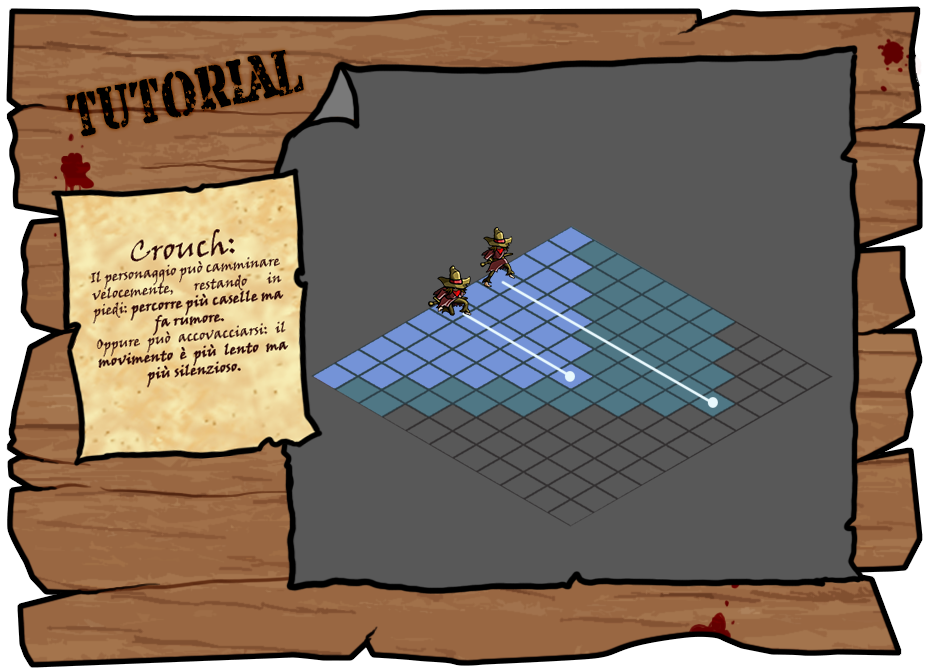 TUTORIAL
Crouch:
Il personaggio può camminare
velocemente, restando in
piedi: percorre più caselle ma
fa rumore.
Oppure può accovacciarsi: il
movimento è più lento ma
più silenzioso.